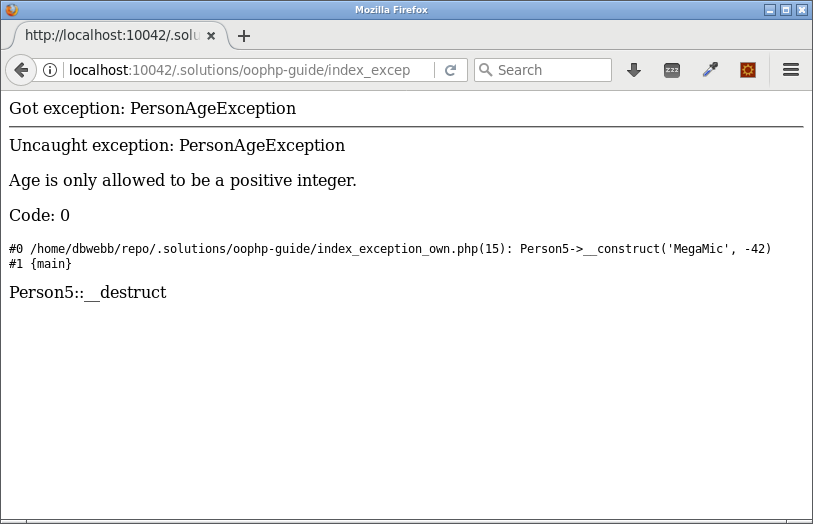 Mozilla Firefox
http://localhost:10042/.solu
localhost:10042/.solutions/oophp-guide/index_excep
Search
zzz
Got exception: PersonAgeException
Uncaught exception: PersonAgeException
Age is only allowed to be a positive integer.
Code: 0
#0 /home/dbwebb/repo/.solutions/oophp-guide/index_exception_own.php(15): Person5->__construct('MegaMic', -42)
#1 {main}
Person5::__destruct